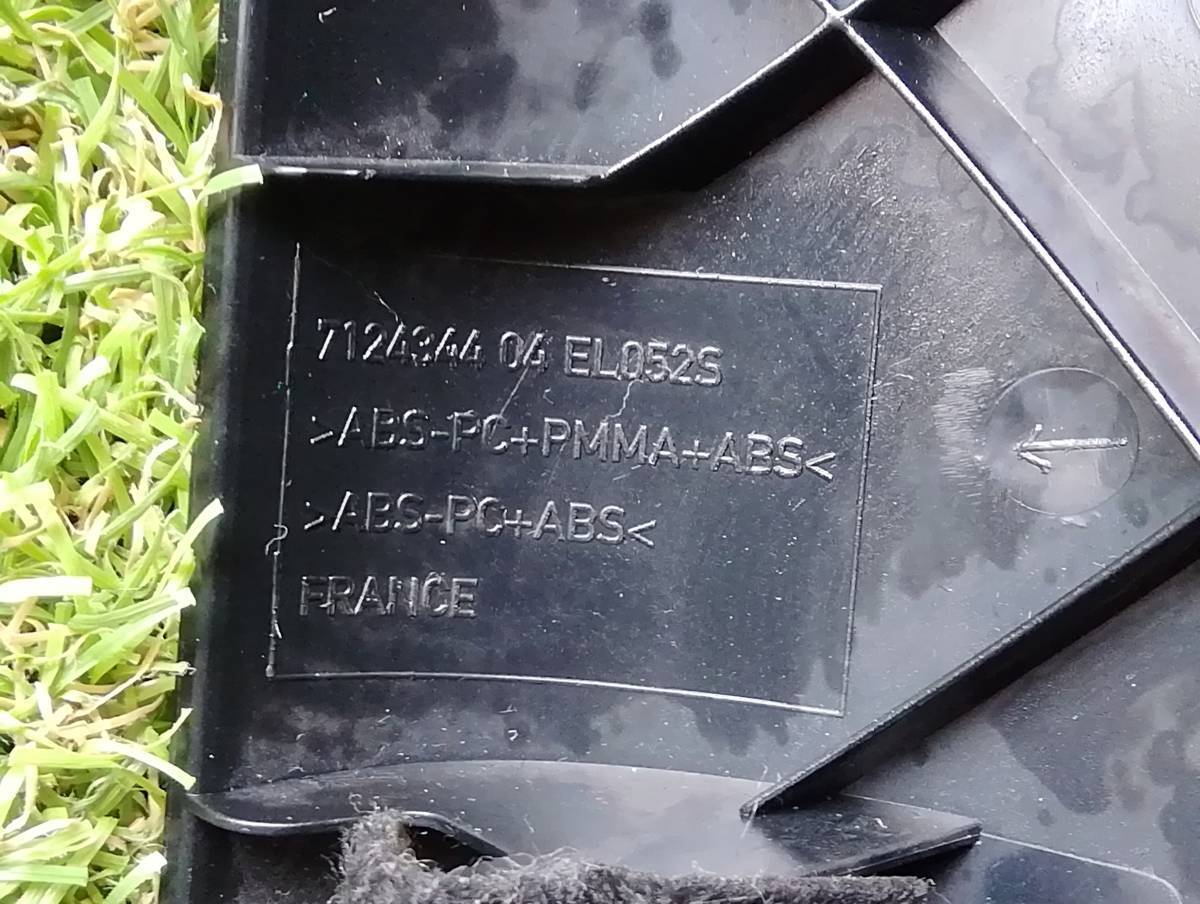 7124344 04 EL052S
>ABS-PC+PMMA+ABS<
>ABS-PC+ABS<
FRANCE